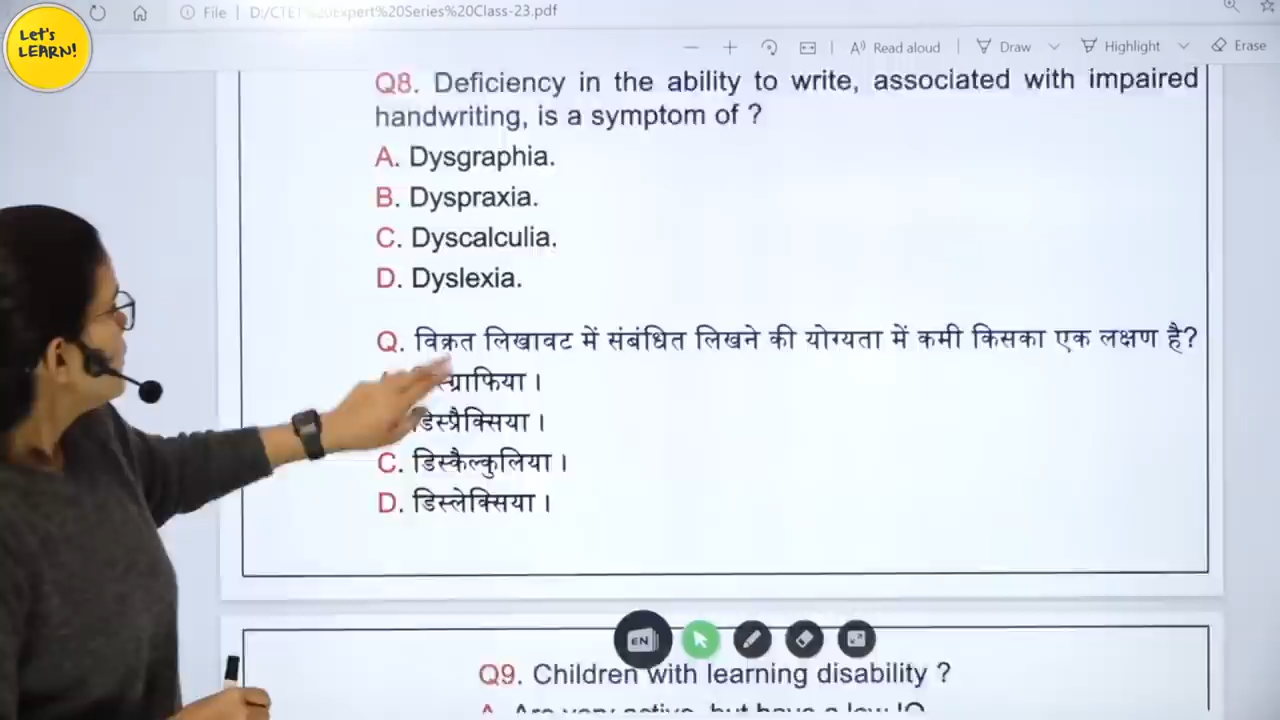 Let's
LEARN!
File | D:/CTET%20Expert%20Series%20Class-23.pdf
Read aloud
Draw
Highlight
Erase
Q8. Deficiency in the ability to write, associated with impaired
handwriting, is a symptom of ?
A. Dysgraphia.
B. Dyspraxia.
C. Dyscalculia.
D. Dyslexia.
Q. विक्रत लिखावट में संबंधित लिखने की योग्यता में कमी किसका एक लक्षण है?
डिस्प्रैक्सिया ।
C. डिस्कैल्कुलिया ।
D. डिस्लेक्सिया ।
EN
Q9. Children with learning disability ?